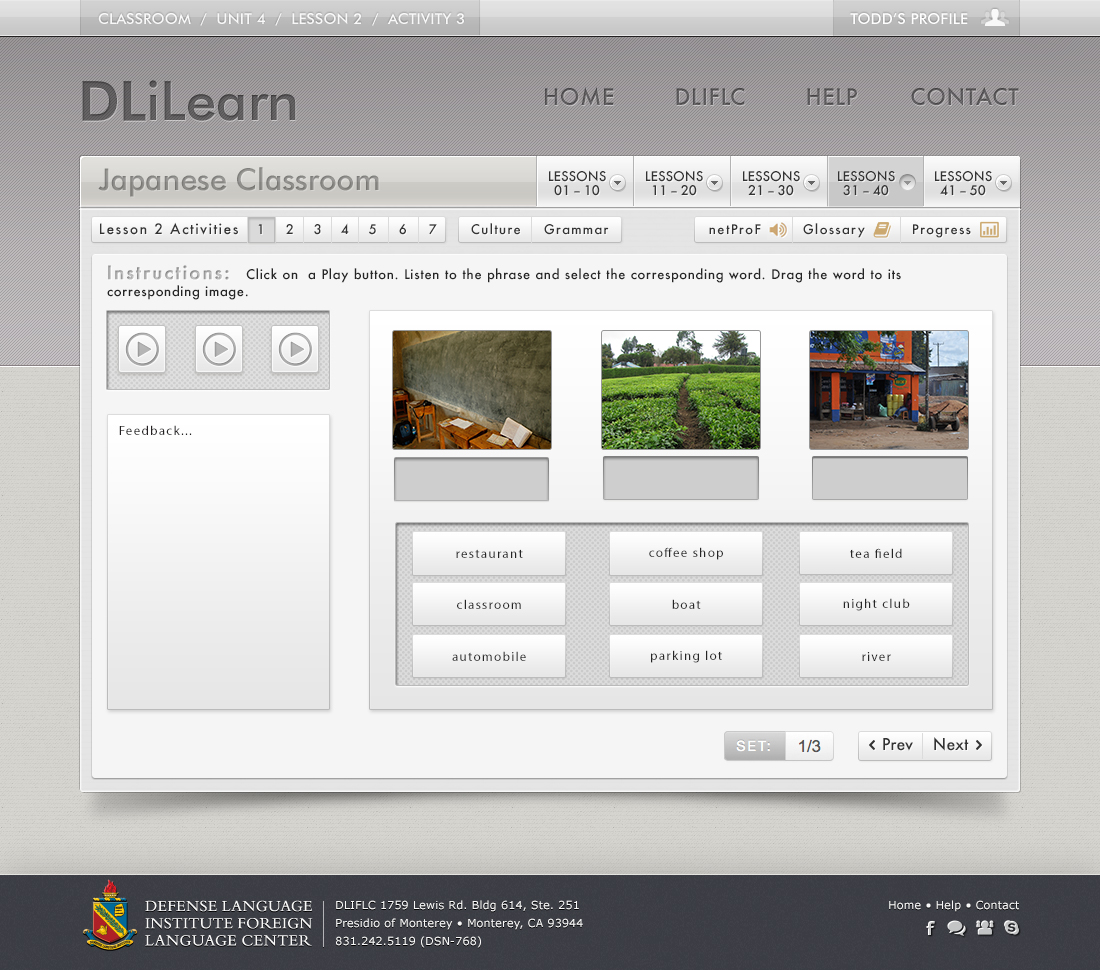 CLASSROOM / UNIT 4 / LESSON 2 / ACTIVITY 3
TODD'S PROFILE
DLiLearn
HOME DLIFLC HELP CONTACT
Japanese Classroom
LESSONS 01 – 10
LESSONS 11 – 20
LESSONS 21 – 30
LESSONS 31 – 40
LESSONS 41 – 50
Lesson 2 Activities 1 2 3 4 5 6 7
Culture Grammar
netProF Glossary Progress
Instructions: Click on a Play button. Listen to the phrase and select the corresponding word. Drag the word to its
corresponding image.
Feedback...
restaurant coffee shop tea field
classroom boat night club
automobile parking lot river
SET: 1/3
‹ Prev Next ›
DEFENSE LANGUAGE
INSTITUTE FOREIGN
LANGUAGE CENTER
DLIFLC 1759 Lewis Rd. Bldg 614, Ste. 251
Presidio of Monterey • Monterey, CA 93944
831.242.5119 (DSN-768)
Home • Help • Contact